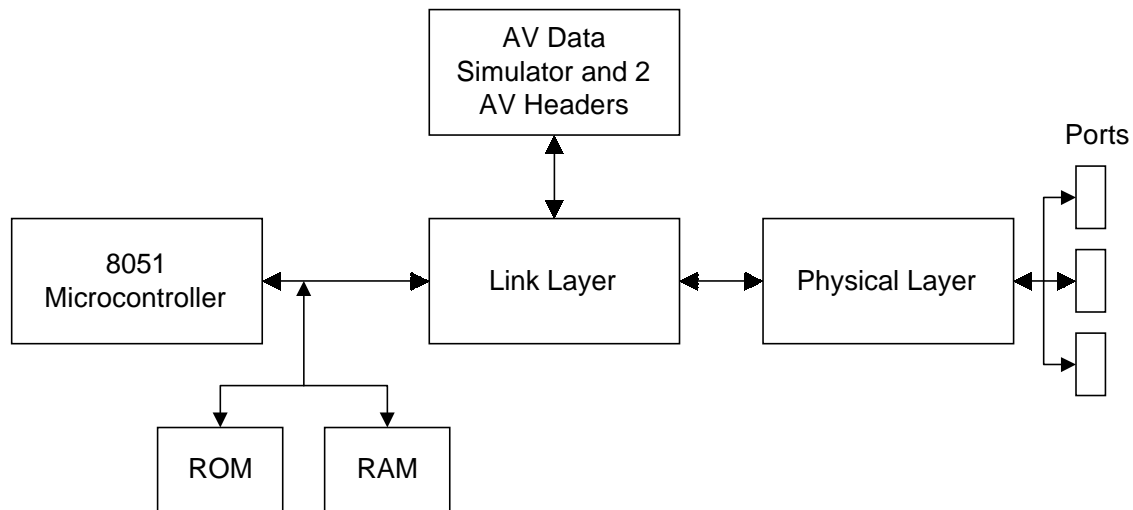 AV Data
Simulator and 2
AV Headers
Ports
8051
Microcontroller
Link Layer
Physical Layer
ROM
RAM